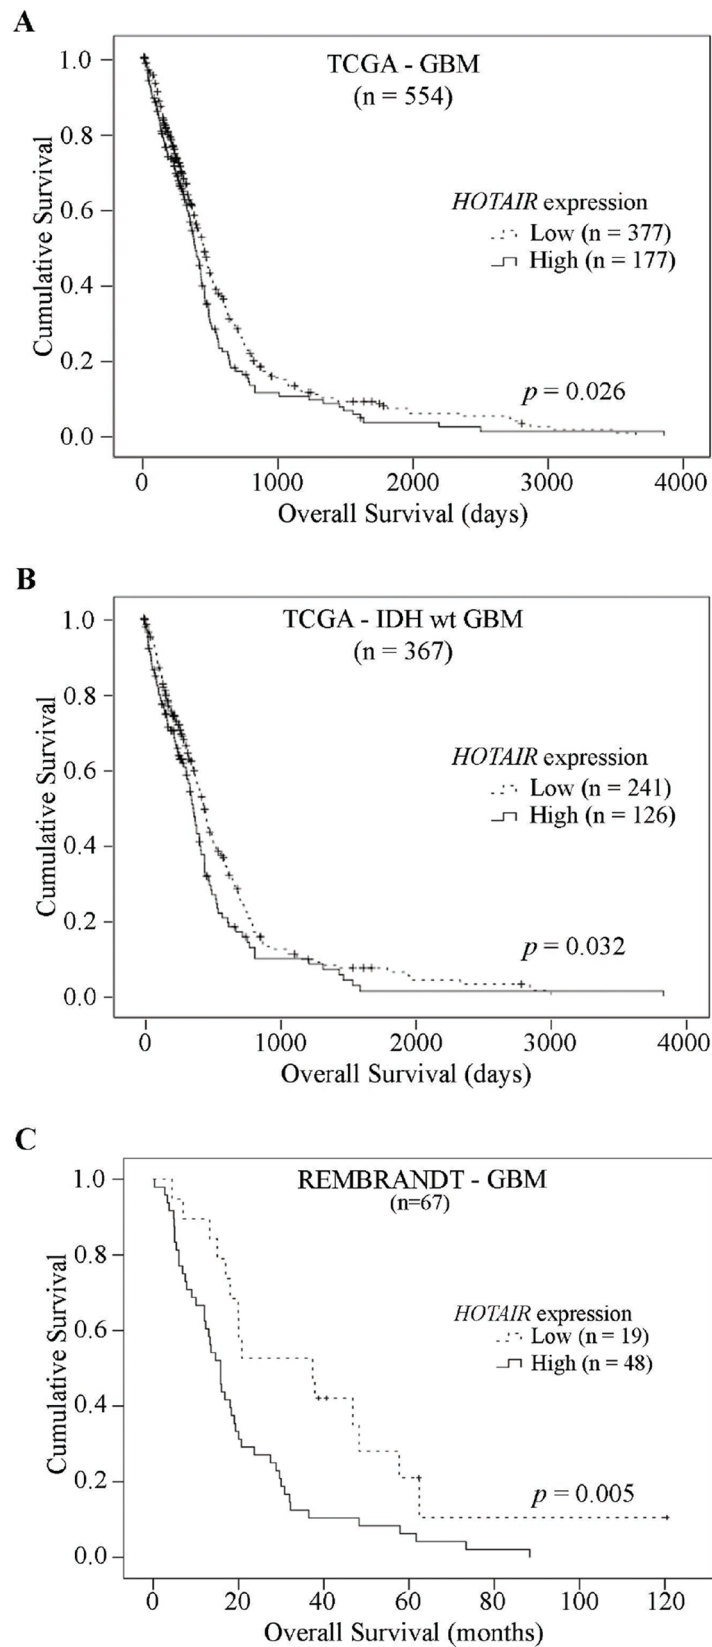 A
TCGA - GBM
(n = 554)
HOTAIR expression
Low (n = 377)
High (n = 177)
p = 0.026
Cumulative Survival
1.0
0.8
0.6
0.4
0.2
0.0
0 1000 2000 3000 4000
Overall Survival (days)
B
TCGA - IDH wt GBM
(n = 367)
HOTAIR expression
Low (n = 241)
High (n = 126)
p = 0.032
Cumulative Survival
1.0
0.8
0.6
0.4
0.2
0.0
0 1000 2000 3000 4000
Overall Survival (days)
C
REMBRANDT - GBM
(n=67)
HOTAIR expression
Low (n = 19)
High (n = 48)
p = 0.005
Cumulative Survival
1.0
0.8
0.6
0.4
0.2
0.0
0 20 40 60 80 100 120
Overall Survival (months)